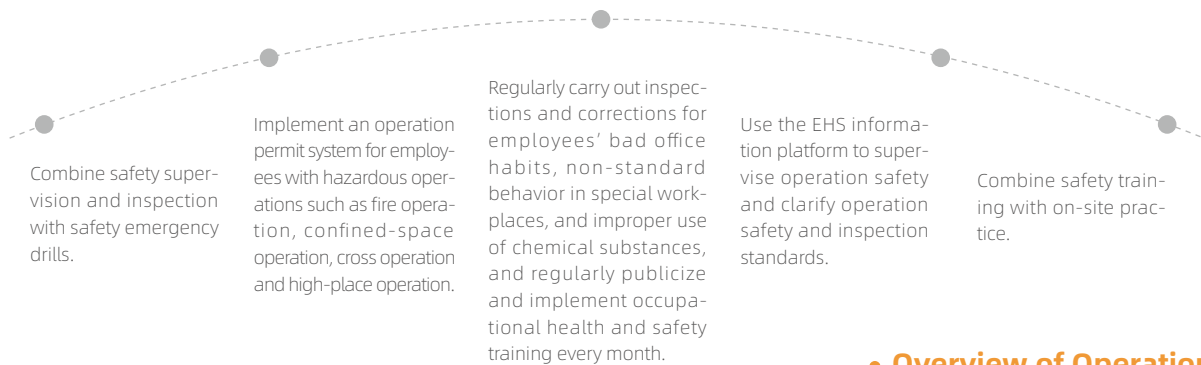 Combine safety super-
vision and inspection
with safety emergency
drills.
Implement an operation
permit system for employ-
ees with hazardous oper-
ations such as fire opera-
tion, confined-space
operation, cross operation
and high-place operation.
Regularly carry out inspec-
tions and corrections for
employees' bad office
habits, non-standard
behavior in special work-
places, and improper use
of chemical substances,
and regularly publicize
and implement occupa-
tional health and safety
training every month.
Use the EHS informa-
tion platform to super-
vise operation safety
and clarify operation
safety and inspection
standards.
Combine safety train-
ing with on-site prac-
tice.
• Overview of Operation